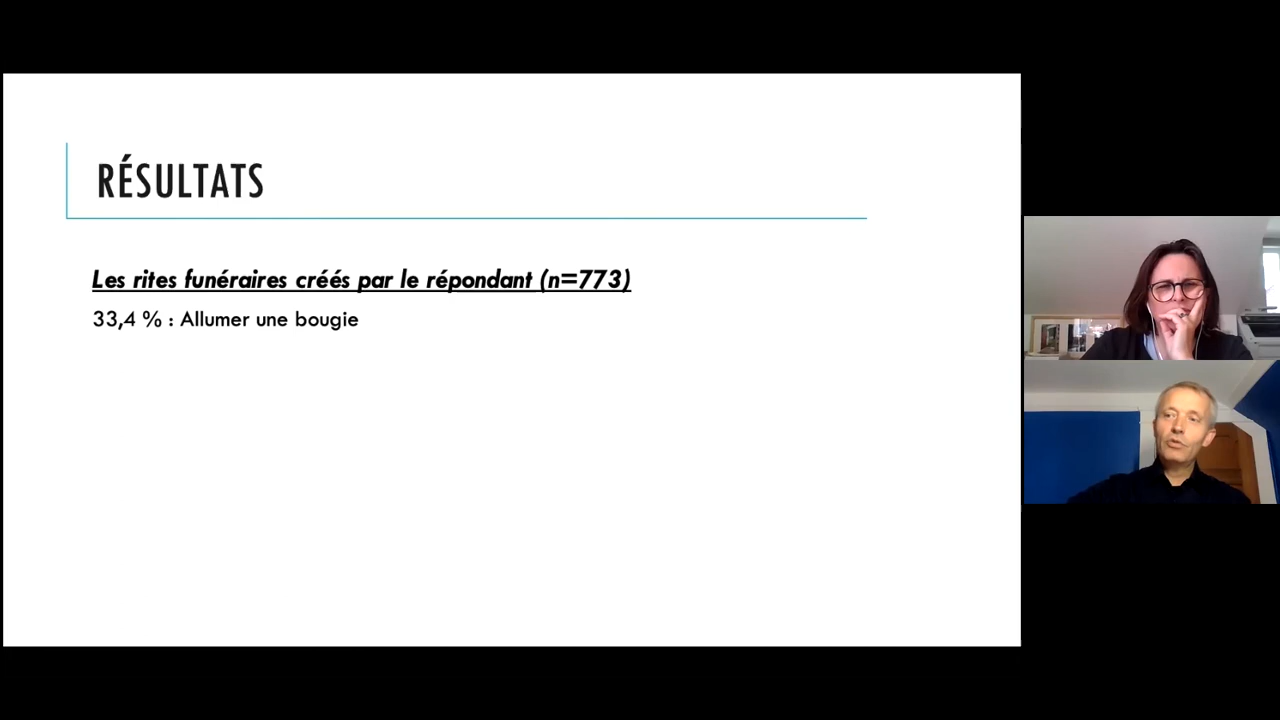 RÉSULTATS
Les rites funéraires créés par le répondant (n=773)
33,4 % : Allumer une bougie